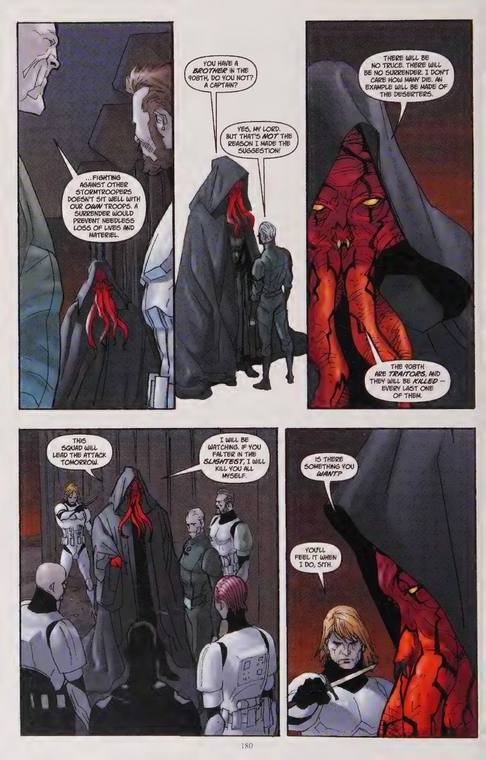 ...FIGHTING
AGAINST OTHER
STORMTROOPERS
DOESN'T SIT WELL WITH
OUR OWN TROOPS. A
SURRENDER WOULD
PREVENT NEEDLESS
LOSS OF LIVES AND
MATERIEL.
YOU HAVE A
BROTHER IN THE
908TH, DO YOU NOT?
A CAPTAIN?
YES, MY LORD.
BUT THAT'S NOT THE
REASON I MADE THE
SUGGESTION!
THERE WILL BE
NO TRUCE. THERE WILL
BE NO SURRENDER. I DON'T
CARE HOW MANY DIE. AN
EXAMPLE WILL BE MADE OF
THE DESERTERS.
THE 908TH
ARE TRAITORS, AND
THEY WILL BE KILLED —
EVERY LAST ONE
OF THEM.
THIS
SQUAD WILL
LEAD THE ATTACK
TOMORROW.
I WILL BE
WATCHING. IF YOU
FALTER IN THE
SLIGHTEST, I WILL
KILL YOU ALL
MYSELF.
IS THERE
SOMETHING YOU
WANT?
YOU'LL
FEEL IT WHEN
I DO, SITH.
180